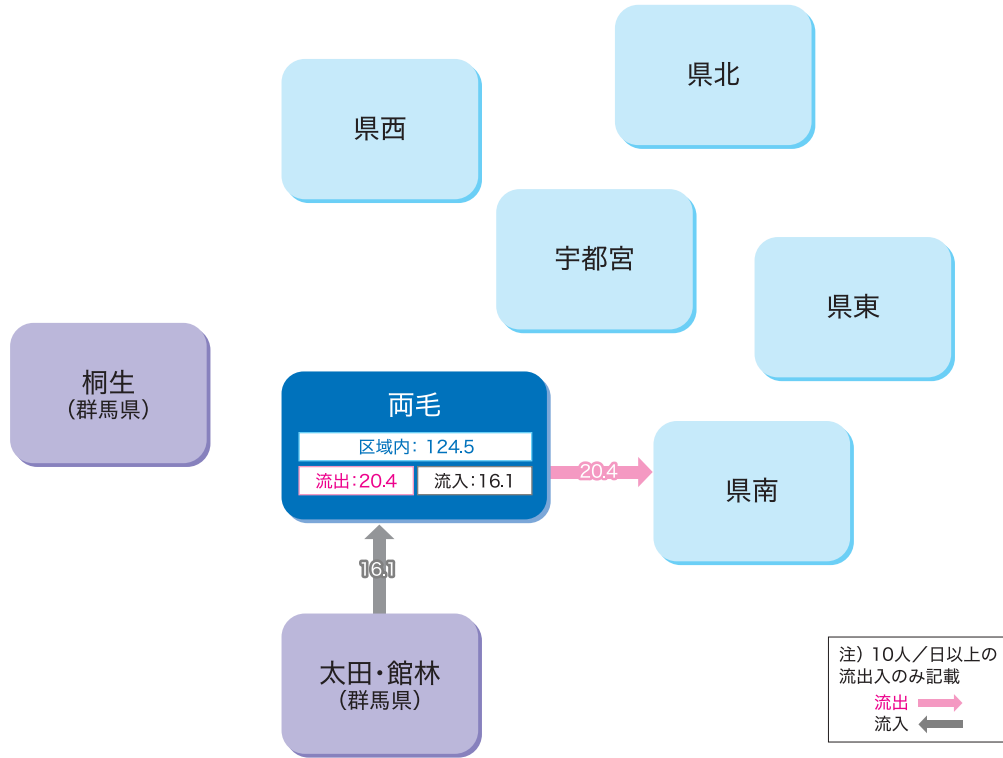 県北
県西
宇都宮
県東
桐生
（群馬県）
両毛
区域内：124.5
流出：20.4
流入：16.1
20.4
県南
16.1
太田・館林
（群馬県）
注）10人／日以上の
流出入のみ記載
流出
流入